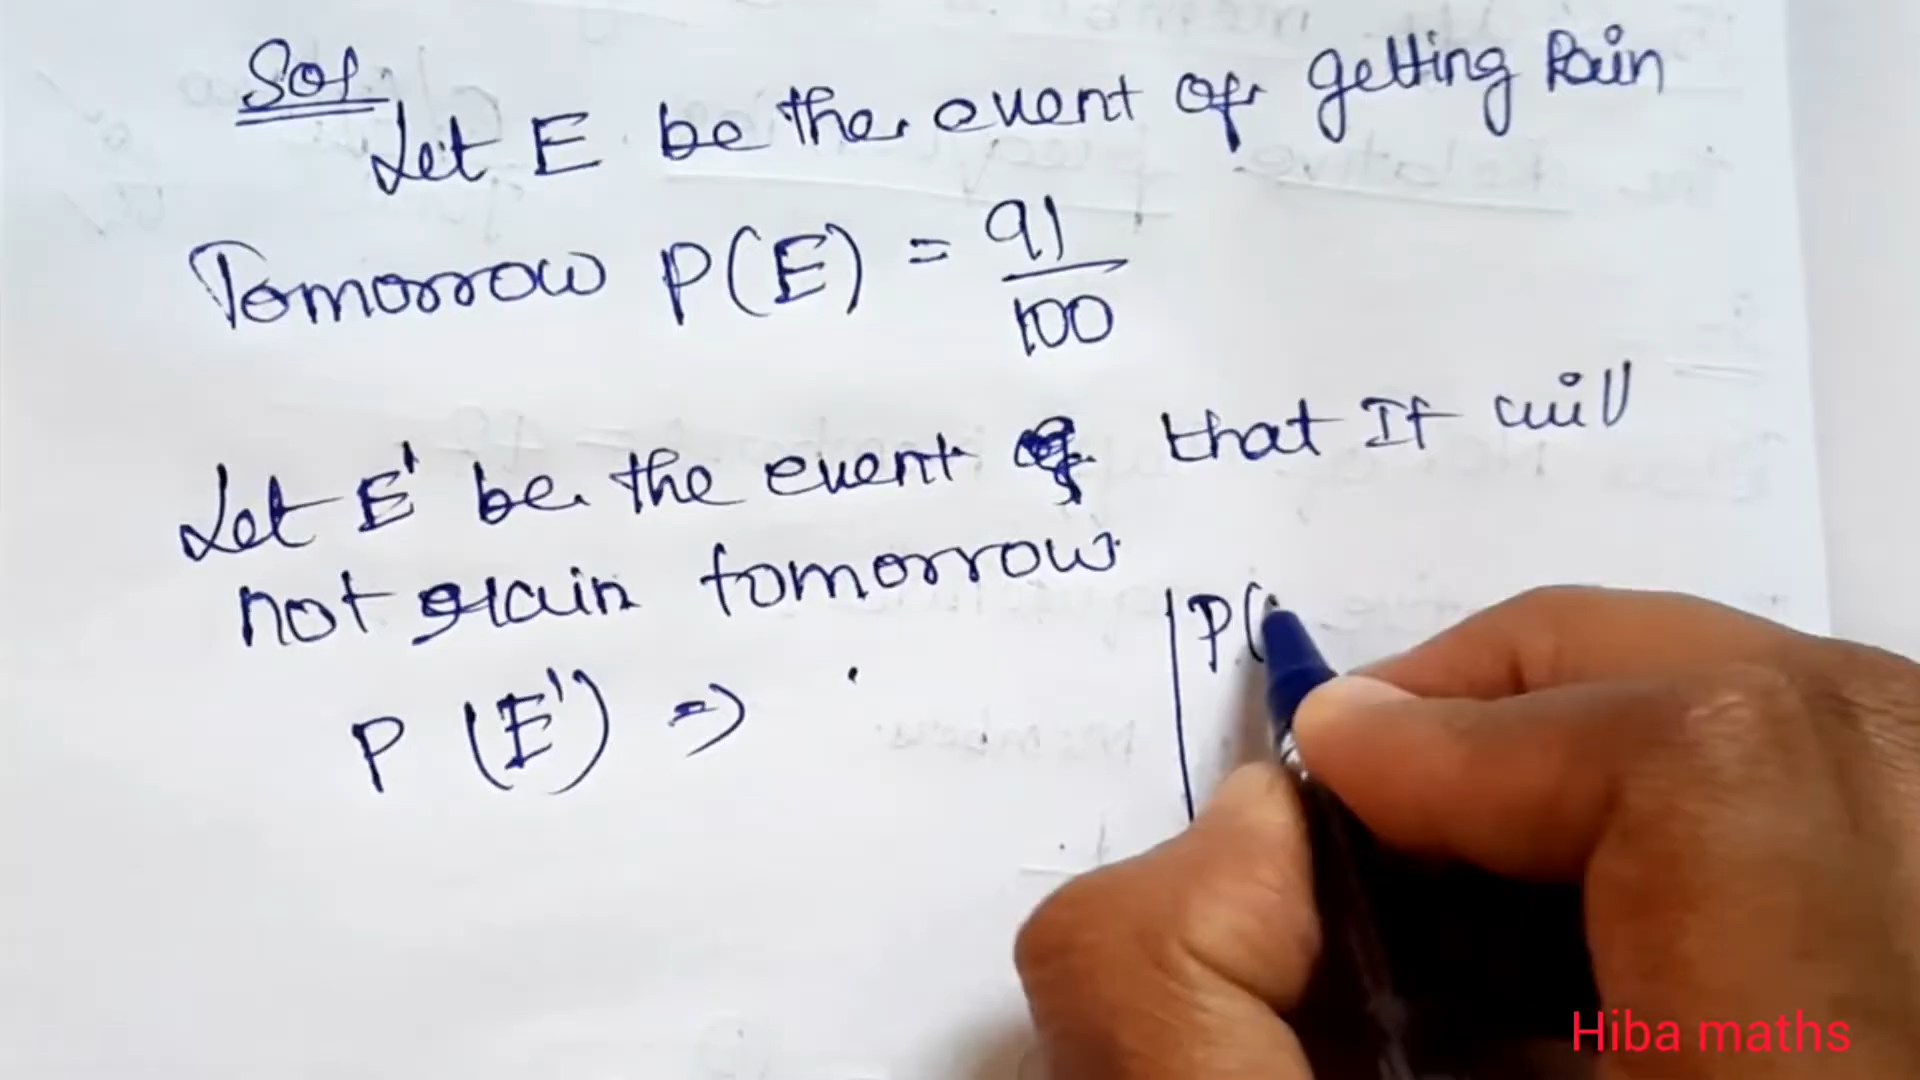 Sol
Let E be the event of getting Rain
Tomorrow P(E) = 91/100
Let E' be the event of that It will
not rain tomorrow
P (E') ⇒
P(
Hiba maths